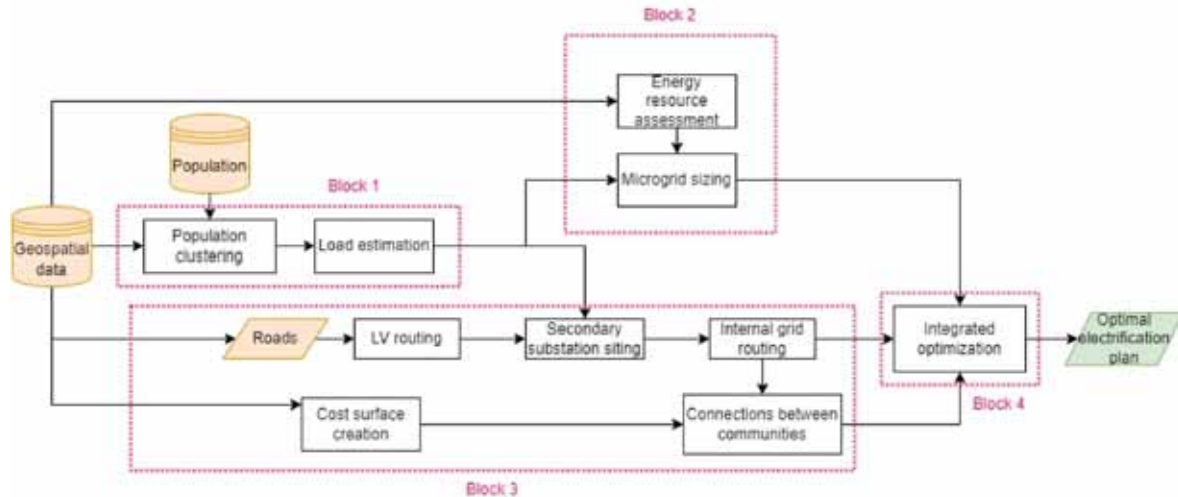 Block 2
Energy
resource
assessment
Population
Block 1
Microgrid sizing
Geospatial
data
Population
clustering
Load estimation
Roads
LV routing
Secondary
substation siting
Internal grid
routing
Integrated
optimization
Optimal
electrification
plan
Cost surface
creation
Connections between
communities
Block 4
Block 3